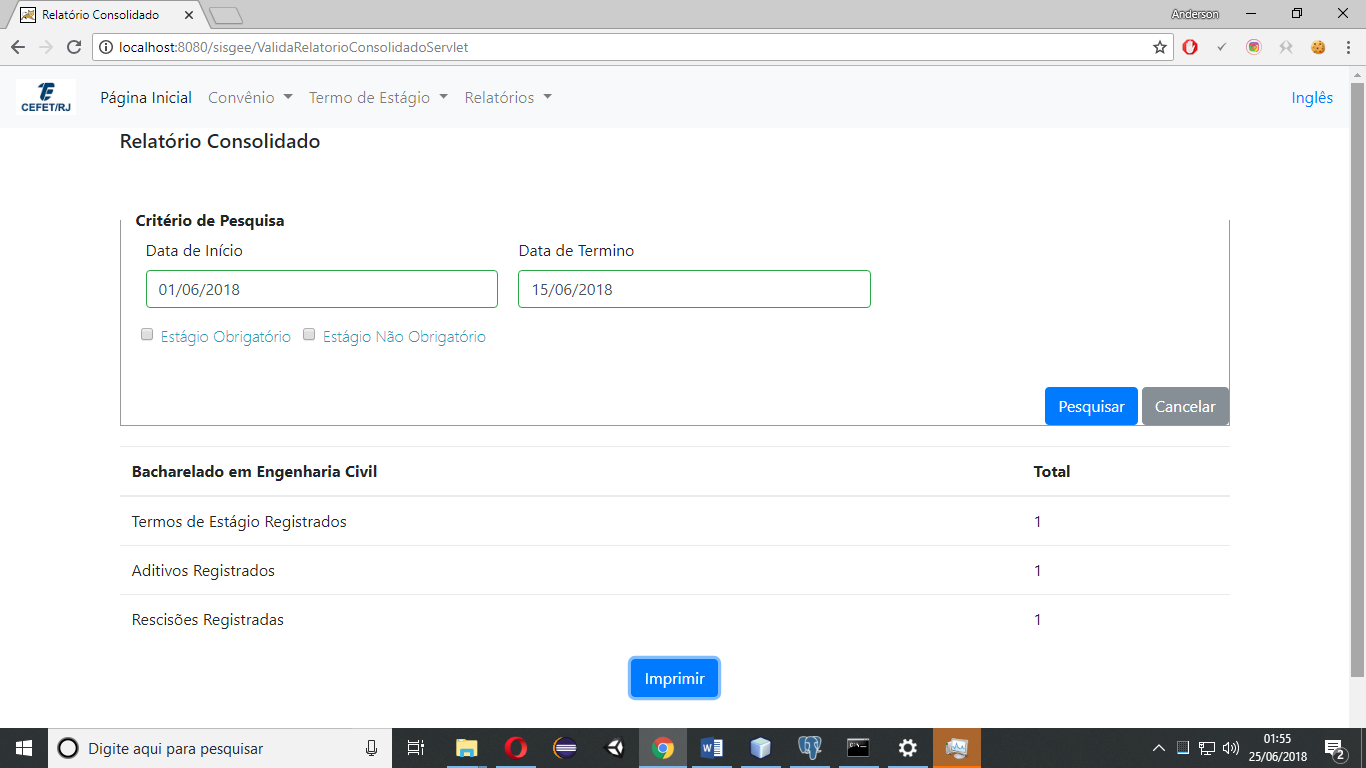 Relatório Consolidado
Anderson
localhost:8080/sisgee/ValidaRelatorioConsolidadoServlet
CEFET/RJ
Página Inicial Convênio Termo de Estágio Relatórios Inglês
Relatório Consolidado
Critério de Pesquisa
Data de Início Data de Termino
01/06/2018 15/06/2018
Estágio Obrigatório Estágio Não Obrigatório
Pesquisar Cancelar
Bacharelado em Engenharia Civil Total
Termos de Estágio Registrados 1
Aditivos Registrados 1
Rescisões Registradas 1
Imprimir
Digite aqui para pesquisar
01:55
25/06/2018
2